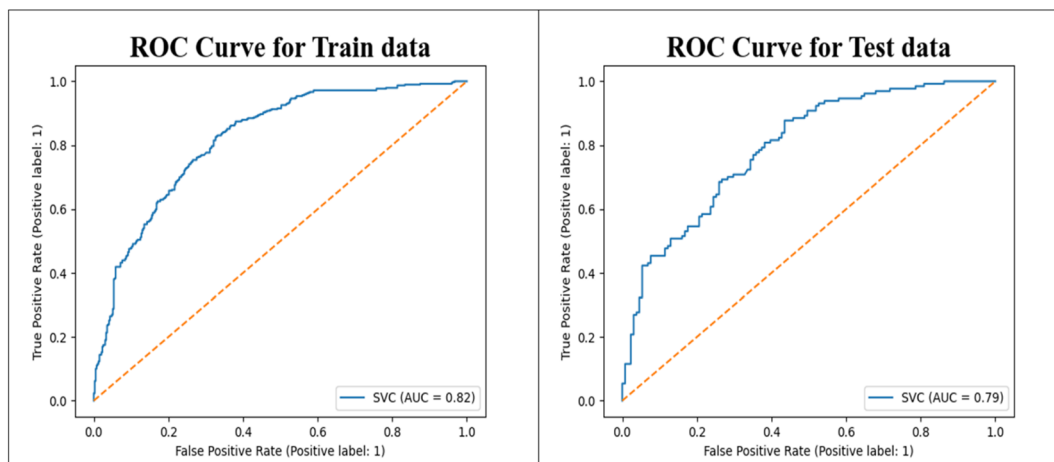 ROC Curve for Train data
True Positive Rate (Positive label: 1)
1.0
0.8
0.6
0.4
0.2
0.0
SVC (AUC = 0.82)
0.0 0.2 0.4 0.6 0.8 1.0
False Positive Rate (Positive label: 1)
ROC Curve for Test data
True Positive Rate (Positive label: 1)
1.0
0.8
0.6
0.4
0.2
0.0
SVC (AUC = 0.79)
0.0 0.2 0.4 0.6 0.8 1.0
False Positive Rate (Positive label: 1)